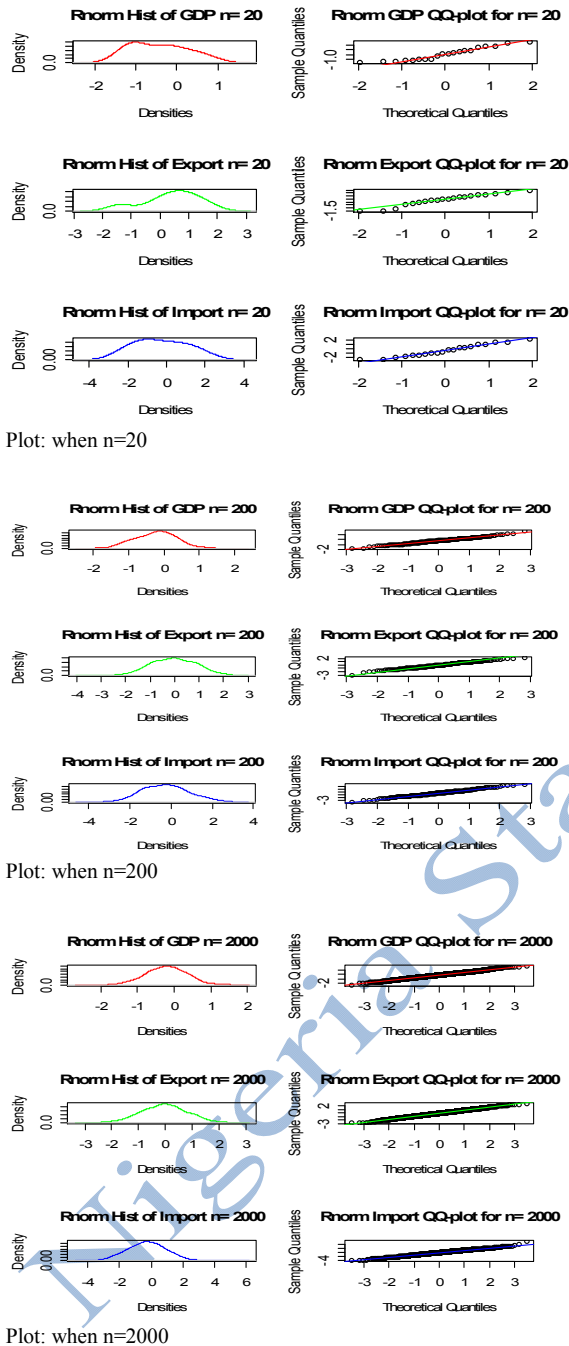 Rnorm Hist of GDP n= 20
Density
0.0
-2 -1 0 1
Densities
Rnorm GDP QQ-plot for n= 20
Sample Quantiles
-1.0
-2 -1 0 1 2
Theoretical Quantiles
Rnorm Hist of Export n= 20
Density
0.0
-3 -2 -1 0 1 2 3
Densities
Rnorm Export QQ-plot for n= 20
Sample Quantiles
-1.5
-2 -1 0 1 2
Theoretical Quantiles
Rnorm Hist of Import n= 20
Density
0.00
-4 -2 0 2 4
Densities
Rnorm Import QQ-plot for n= 20
Sample Quantiles
-2 2
-2 -1 0 1 2
Theoretical Quantiles
Plot: when n=20
Rnorm Hist of GDP n= 200
Density
0.0
-2 -1 0 1 2
Densities
Rnorm GDP QQ-plot for n= 200
Sample Quantiles
-2
-3 -2 -1 0 1 2 3
Theoretical Quantiles
Rnorm Hist of Export n= 200
Density
0.0
-4 -3 -2 -1 0 1 2 3
Densities
Rnorm Export QQ-plot for n= 200
Sample Quantiles
-3 2
-3 -2 -1 0 1 2 3
Theoretical Quantiles
Rnorm Hist of Import n= 200
Density
0.0
-4 -2 0 2 4
Densities
Rnorm Import QQ-plot for n= 200
Sample Quantiles
-3
-3 -2 -1 0 1 2 3
Theoretical Quantiles
Plot: when n=200
Rnorm Hist of GDP n= 2000
Density
0.0
-2 -1 0 1 2
Densities
Rnorm GDP QQ-plot for n= 2000
Sample Quantiles
-2
-3 -2 -1 0 1 2 3
Theoretical Quantiles
Rnorm Hist of Export n= 2000
Density
0.0
-3 -2 -1 0 1 2 3
Densities
Rnorm Export QQ-plot for n= 2000
Sample Quantiles
-3 2
-3 -2 -1 0 1 2 3
Theoretical Quantiles
Rnorm Hist of Import n= 2000
Density
0.00
-4 -2 0 2 4 6
Densities
Rnorm Import QQ-plot for n= 2000
Sample Quantiles
-4
-3 -2 -1 0 1 2 3
Theoretical Quantiles
Plot: when n=2000
Nigeria Sta